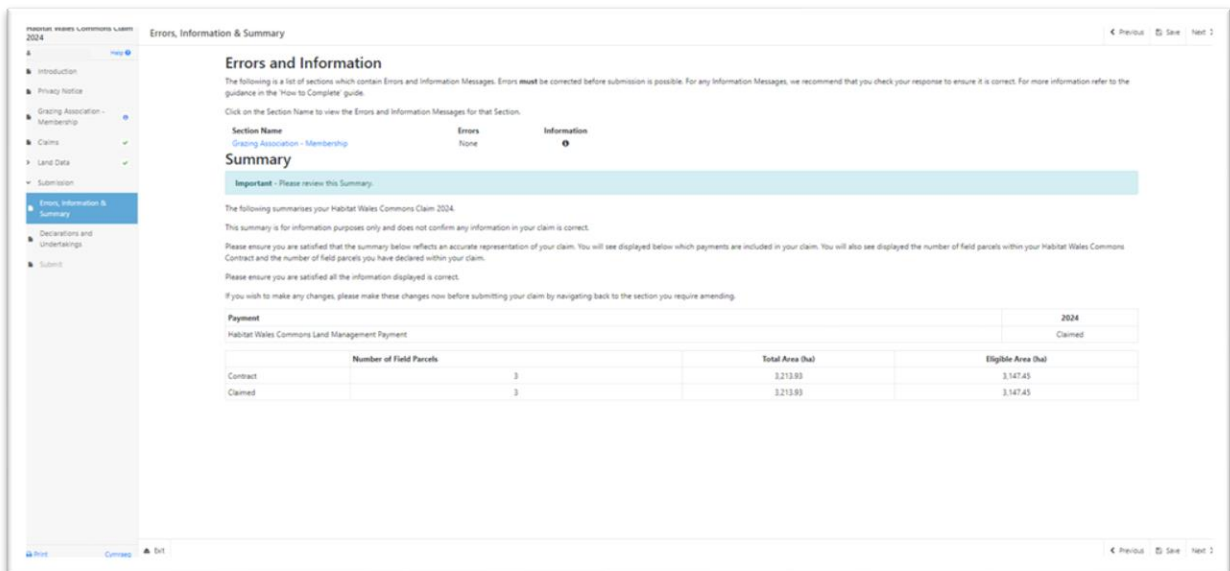 Habitat Wales Commons Claim
2024
Help
Introduction
Privacy Notice
Grazing Association -
Membership
Claims
Land Data
Submission
Errors, Information &
Summary
Declarations and
Undertakings
Submit
Print Cymraeg
Errors, Information & Summary
Previous Save Next
Errors and Information
The following is a list of sections which contain Errors and Information Messages. Errors must be corrected before submission is possible. For any Information Messages, we recommend that you check your response to ensure it is correct. For more information refer to the
guidance in the 'How to Complete' guide.
Click on the Section Name to view the Errors and Information Messages for that Section.
Section Name Errors Information
Grazing Association - Membership None
Summary
Important - Please review this Summary.
The following summarises your Habitat Wales Commons Claim 2024.
This summary is for information purposes only and does not confirm any information in your claim is correct.
Please ensure you are satisfied that the summary below reflects an accurate representation of your claim. You will see displayed below which payments are included in your claim. You will also see displayed the number of field parcels within your Habitat Wales Commons
Contract and the number of field parcels you have declared within your claim.
Please ensure you are satisfied all the information displayed is correct.
If you wish to make any changes, please make these changes now before submitting your claim by navigating back to the section you require amending.
Payment 2024
Habitat Wales Commons Land Management Payment Claimed
Number of Field Parcels Total Area (ha) Eligible Area (ha)
Contract 3 3,213.93 3,147.45
Claimed 3 3,213.93 3,147.45
Exit
Previous Save Next